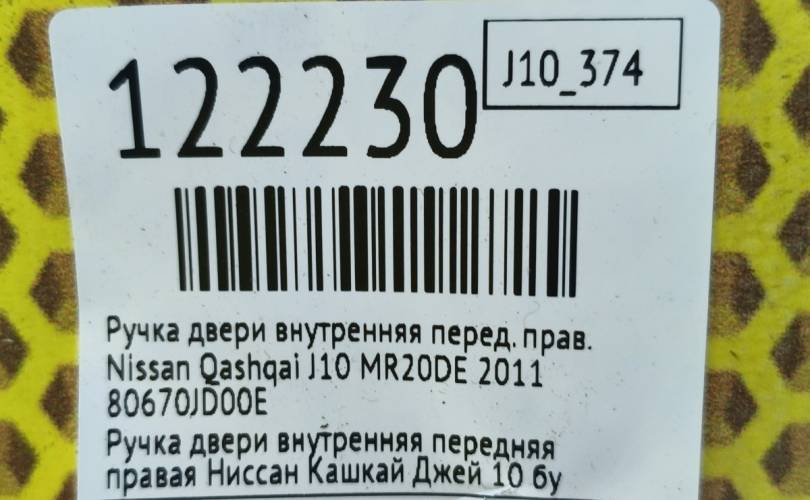 122230
J10_374
Ручка двери внутренняя перед. прав.
Nissan Qashqai J10 MR20DE 2011
80670JD00E
Ручка двери внутренняя передняя
правая Ниссан Кашкай Джей 10 бу